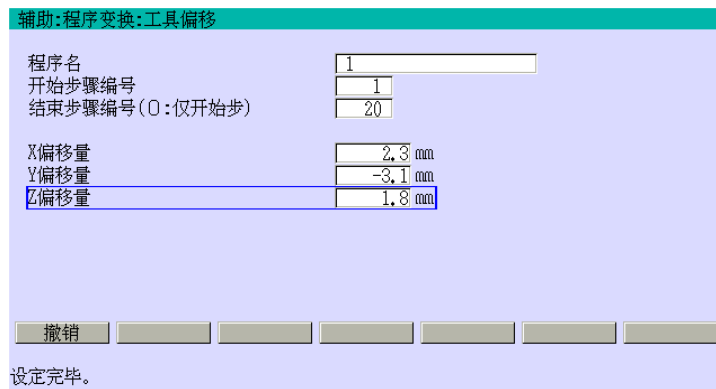 辅助:程序变换:工具偏移
程序名 1
开始步骤编号 1
结束步骤编号(0:仅开始步) 20
X偏移量 2.3 mm
Y偏移量 -3.1 mm
Z偏移量 1.8 mm
撤销
设定完毕。